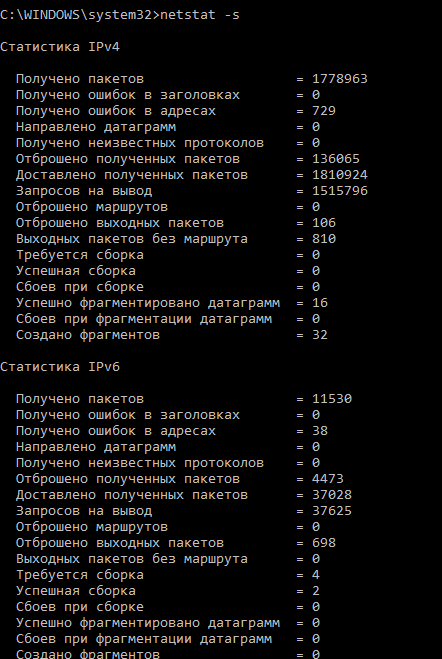 C:\WINDOWS\system32>netstat -s
Статистика IPv4
Получено пакетов = 1778963
Получено ошибок в заголовках = 0
Получено ошибок в адресах = 729
Направлено датаграмм = 0
Получено неизвестных протоколов = 0
Отброшено полученных пакетов = 136065
Доставлено полученных пакетов = 1810924
Запросов на вывод = 1515796
Отброшено маршрутов = 0
Отброшено выходных пакетов = 106
Выходных пакетов без маршрута = 810
Требуется сборка = 0
Успешная сборка = 0
Сбоев при сборке = 0
Успешно фрагментировано датаграмм = 16
Сбоев при фрагментации датаграмм = 0
Создано фрагментов = 32
Статистика IPv6
Получено пакетов = 11530
Получено ошибок в заголовках = 0
Получено ошибок в адресах = 38
Направлено датаграмм = 0
Получено неизвестных протоколов = 0
Отброшено полученных пакетов = 4473
Доставлено полученных пакетов = 37028
Запросов на вывод = 37625
Отброшено маршрутов = 0
Отброшено выходных пакетов = 698
Выходных пакетов без маршрута = 0
Требуется сборка = 4
Успешная сборка = 2
Сбоев при сборке = 0
Успешно фрагментировано датаграмм = 0
Сбоев при фрагментации датаграмм = 0
Создано фрагментов = 0